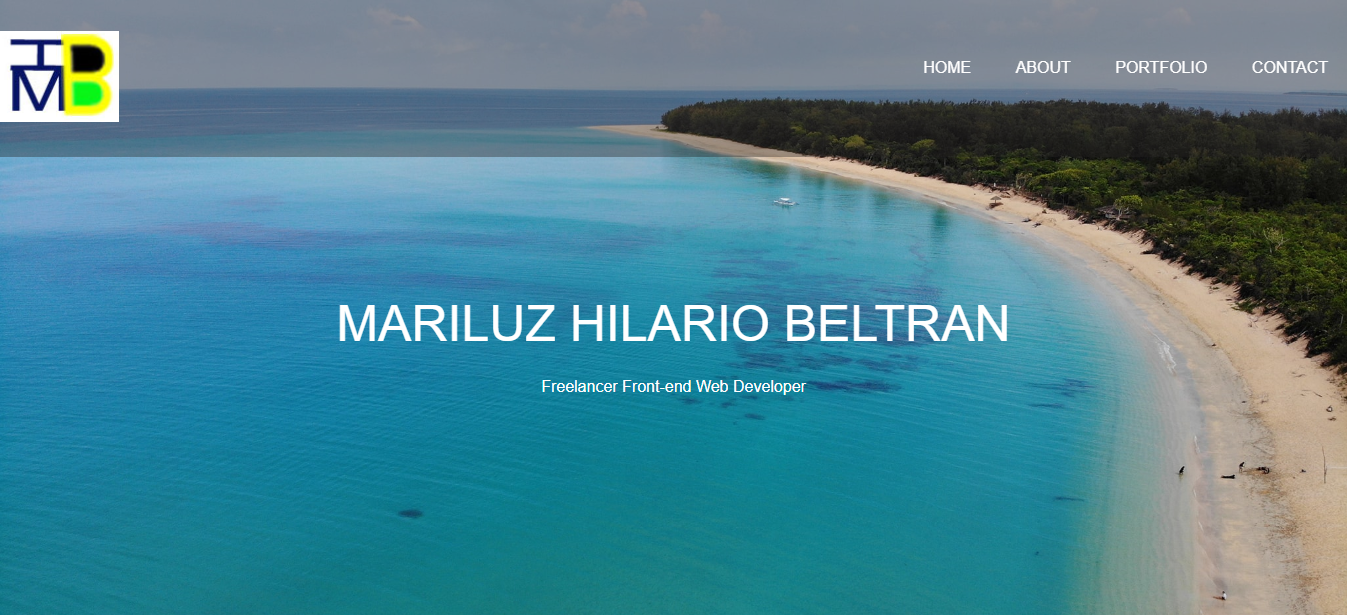 HOME ABOUT PORTFOLIO CONTACT
MARILUZ HILARIO BELTRAN
Freelancer Front-end Web Developer